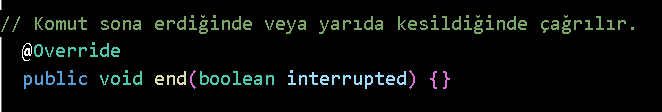 // Komut sona erdiğinde veya yarıda kesildiğinde çağrılır.
@Override
public void end(boolean interrupted) {}